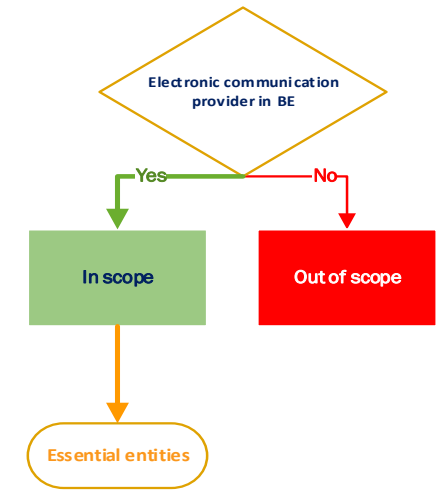 Electronic communication
provider in BE
Yes
No
In scope
Out of scope
Essential entities